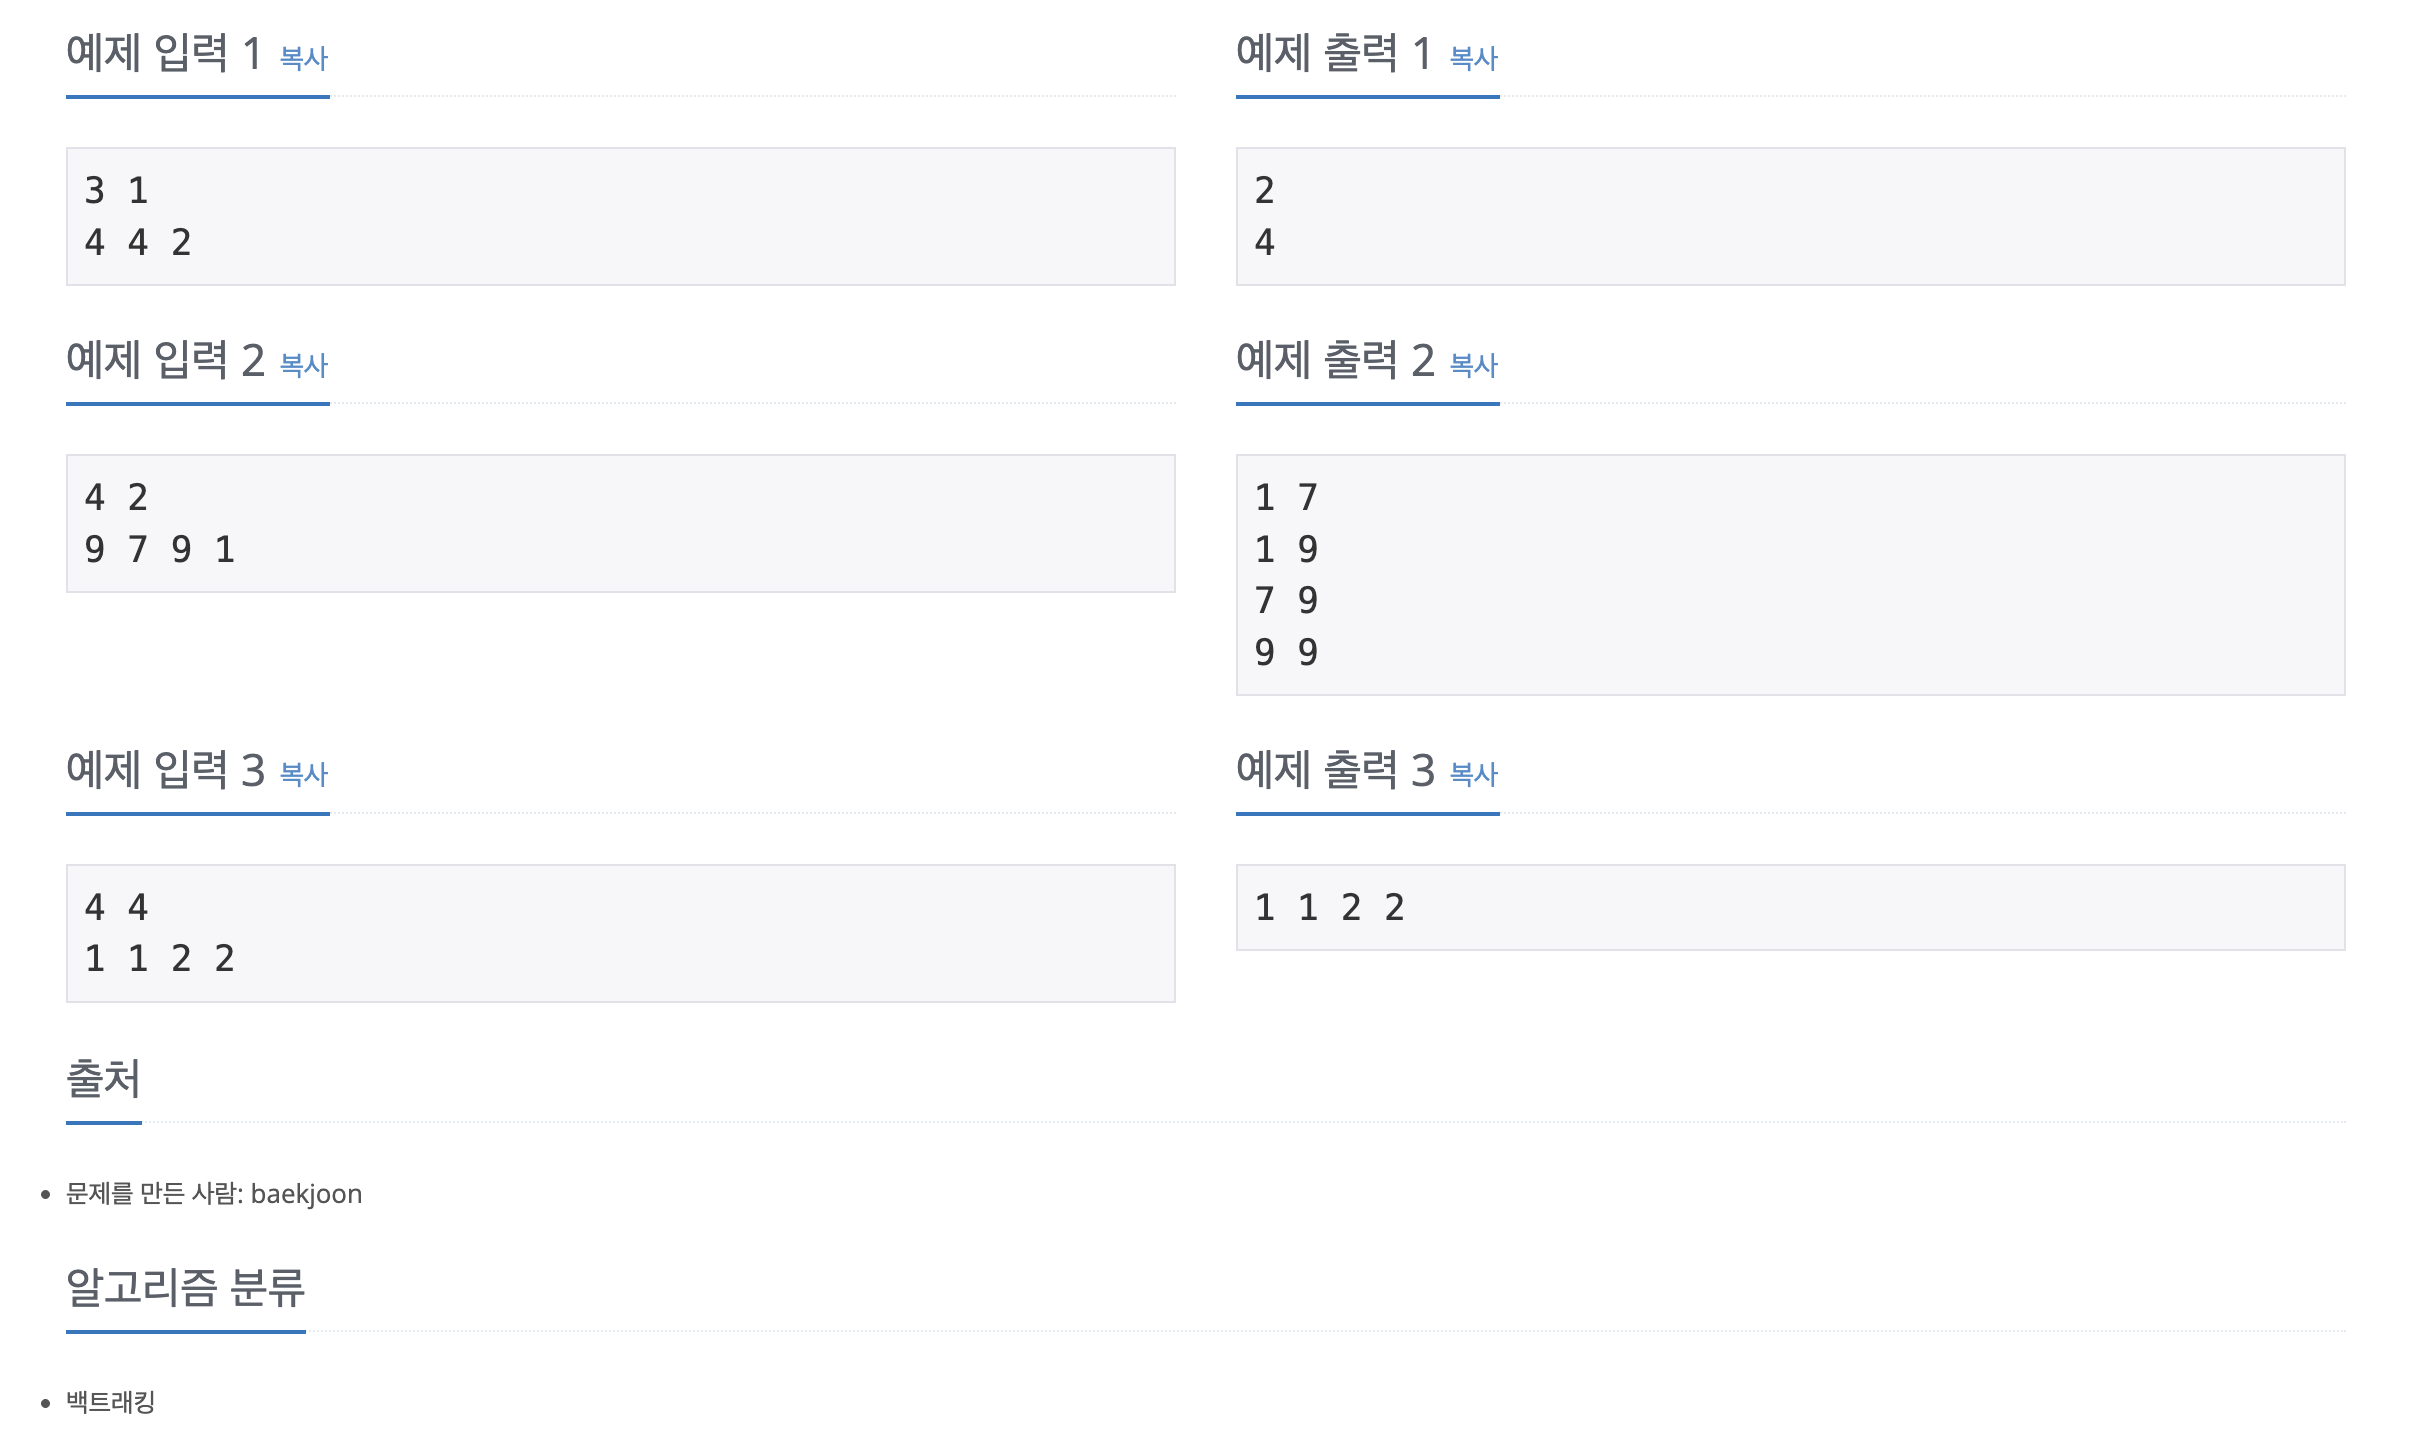 예제 입력 1 복사
3 1
4 4 2
예제 출력 1 복사
2
4
예제 입력 2 복사
4 2
9 7 9 1
예제 출력 2 복사
1 7
1 9
7 9
9 9
예제 입력 3 복사
4 4
1 1 2 2
예제 출력 3 복사
1 1 2 2
출처
문제를 만든 사람: baekjoon
알고리즘 분류
백트래킹